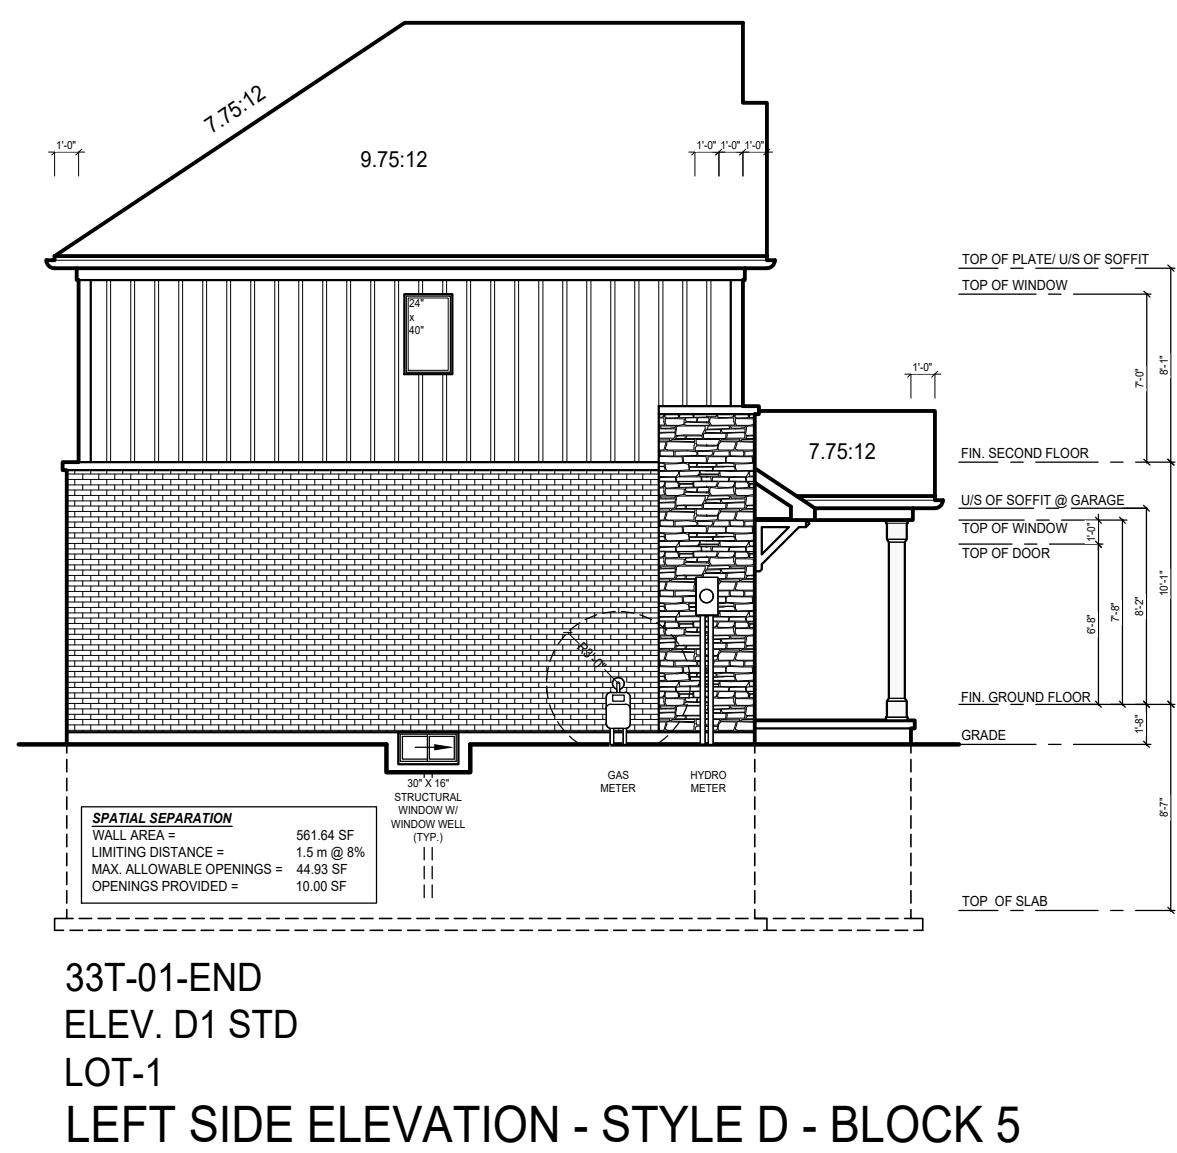 7.75:12
9.75:12
1'-0"
1'-0" 1'-0" 1'-0"
TOP OF PLATE/ U/S OF SOFFIT
TOP OF WINDOW
24"
x
40"
1'-0"
7'-0"
8'-1"
7.75:12
FIN. SECOND FLOOR
U/S OF SOFFIT @ GARAGE
TOP OF WINDOW
TOP OF DOOR
1'-0"
6'-8"
7'-8"
8'-2"
10'-1"
R3'-0"
FIN. GROUND FLOOR
1'-8"
GRADE
GAS
METER
HYDRO
METER
30" X 16"
STRUCTURAL
WINDOW W/
WINDOW WELL
(TYP.)
8'-7"
SPATIAL SEPARATION
WALL AREA = 561.64 SF
LIMITING DISTANCE = 1.5 m @ 8%
MAX. ALLOWABLE OPENINGS = 44.93 SF
OPENINGS PROVIDED = 10.00 SF
TOP OF SLAB
33T-01-END
ELEV. D1 STD
LOT-1
LEFT SIDE ELEVATION - STYLE D - BLOCK 5